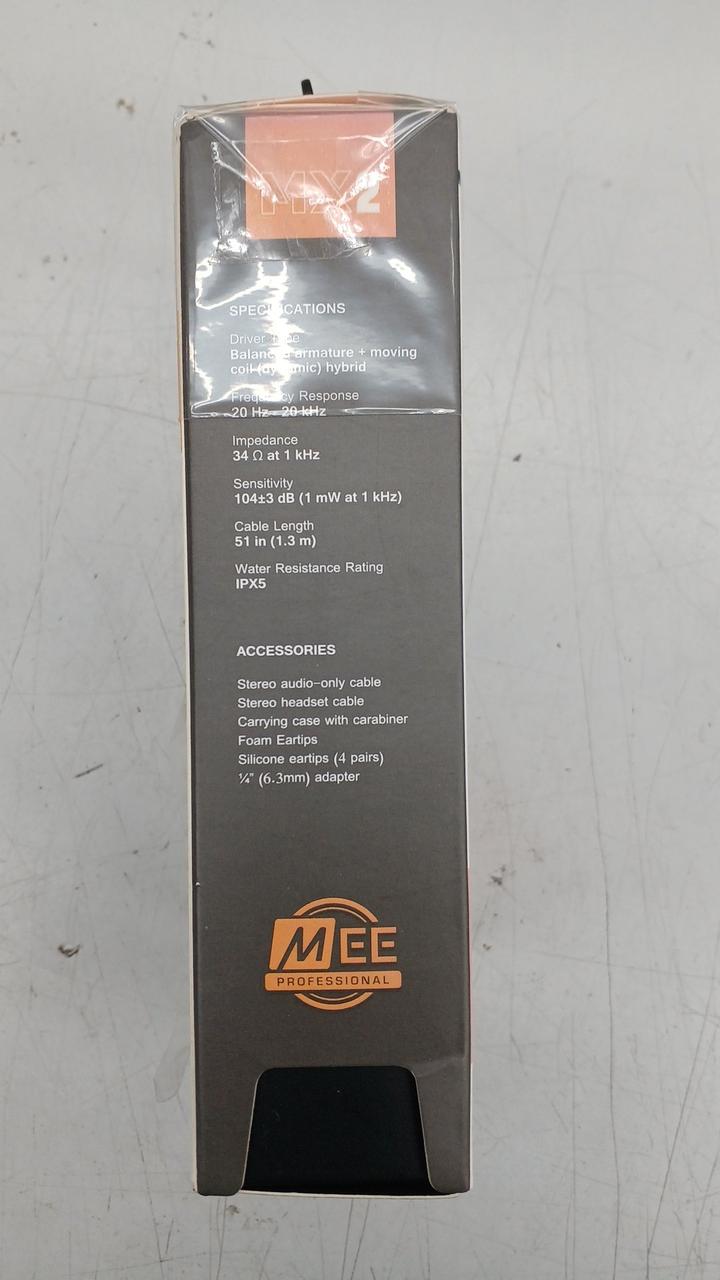 MX2
SPECIFICATIONS
Driver Type
Balanced armature + moving
coil (dynamic) hybrid
Frequency Response
20 Hz - 20 kHz
Impedance
34 Ω at 1 kHz
Sensitivity
104±3 dB (1 mW at 1 kHz)
Cable Length
51 in (1.3 m)
Water Resistance Rating
IPX5
ACCESSORIES
Stereo audio-only cable
Stereo headset cable
Carrying case with carabiner
Foam Eartips
Silicone eartips (4 pairs)
¼" (6.3mm) adapter
MEE
PROFESSIONAL